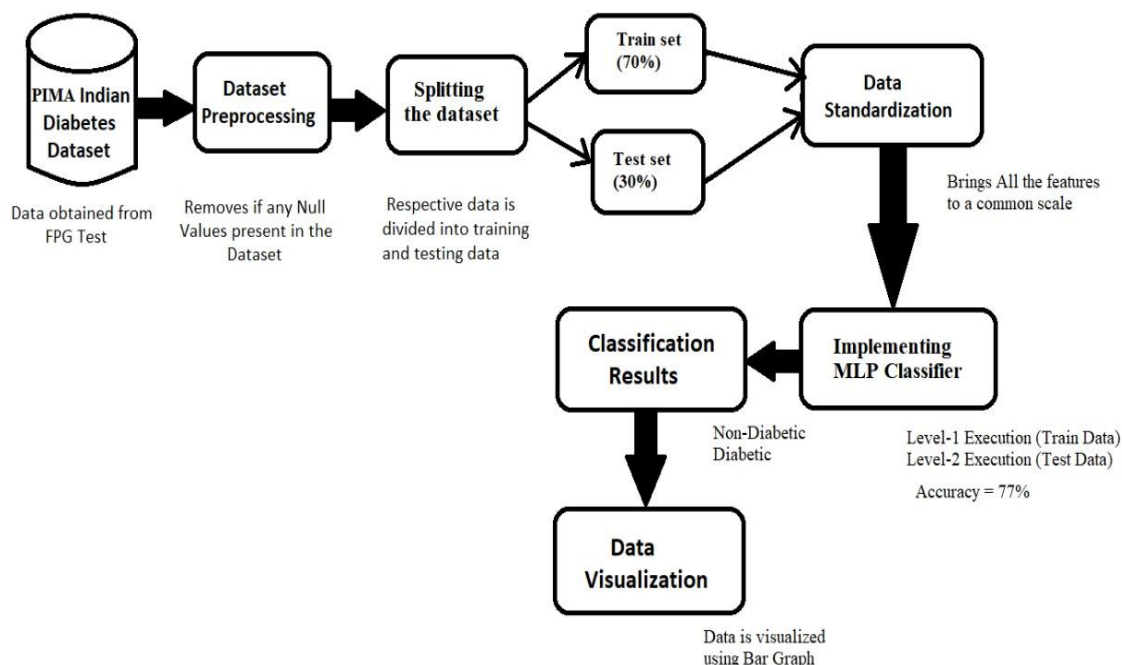 PIMA Indian
Diabetes
Dataset
Data obtained from
FPG Test
Dataset
Preprocessing
Removes if any Null
Values present in the
Dataset
Splitting
the dataset
Respective data is
divided into training
and testing data
Train set
(70%)
Test set
(30%)
Data
Standardization
Brings All the features
to a common scale
Implementing
MLP Classifier
Level-1 Execution (Train Data)
Level-2 Execution (Test Data)
Accuracy = 77%
Classification
Results
Non-Diabetic
Diabetic
Data
Visualization
Data is visualized
using Bar Graph